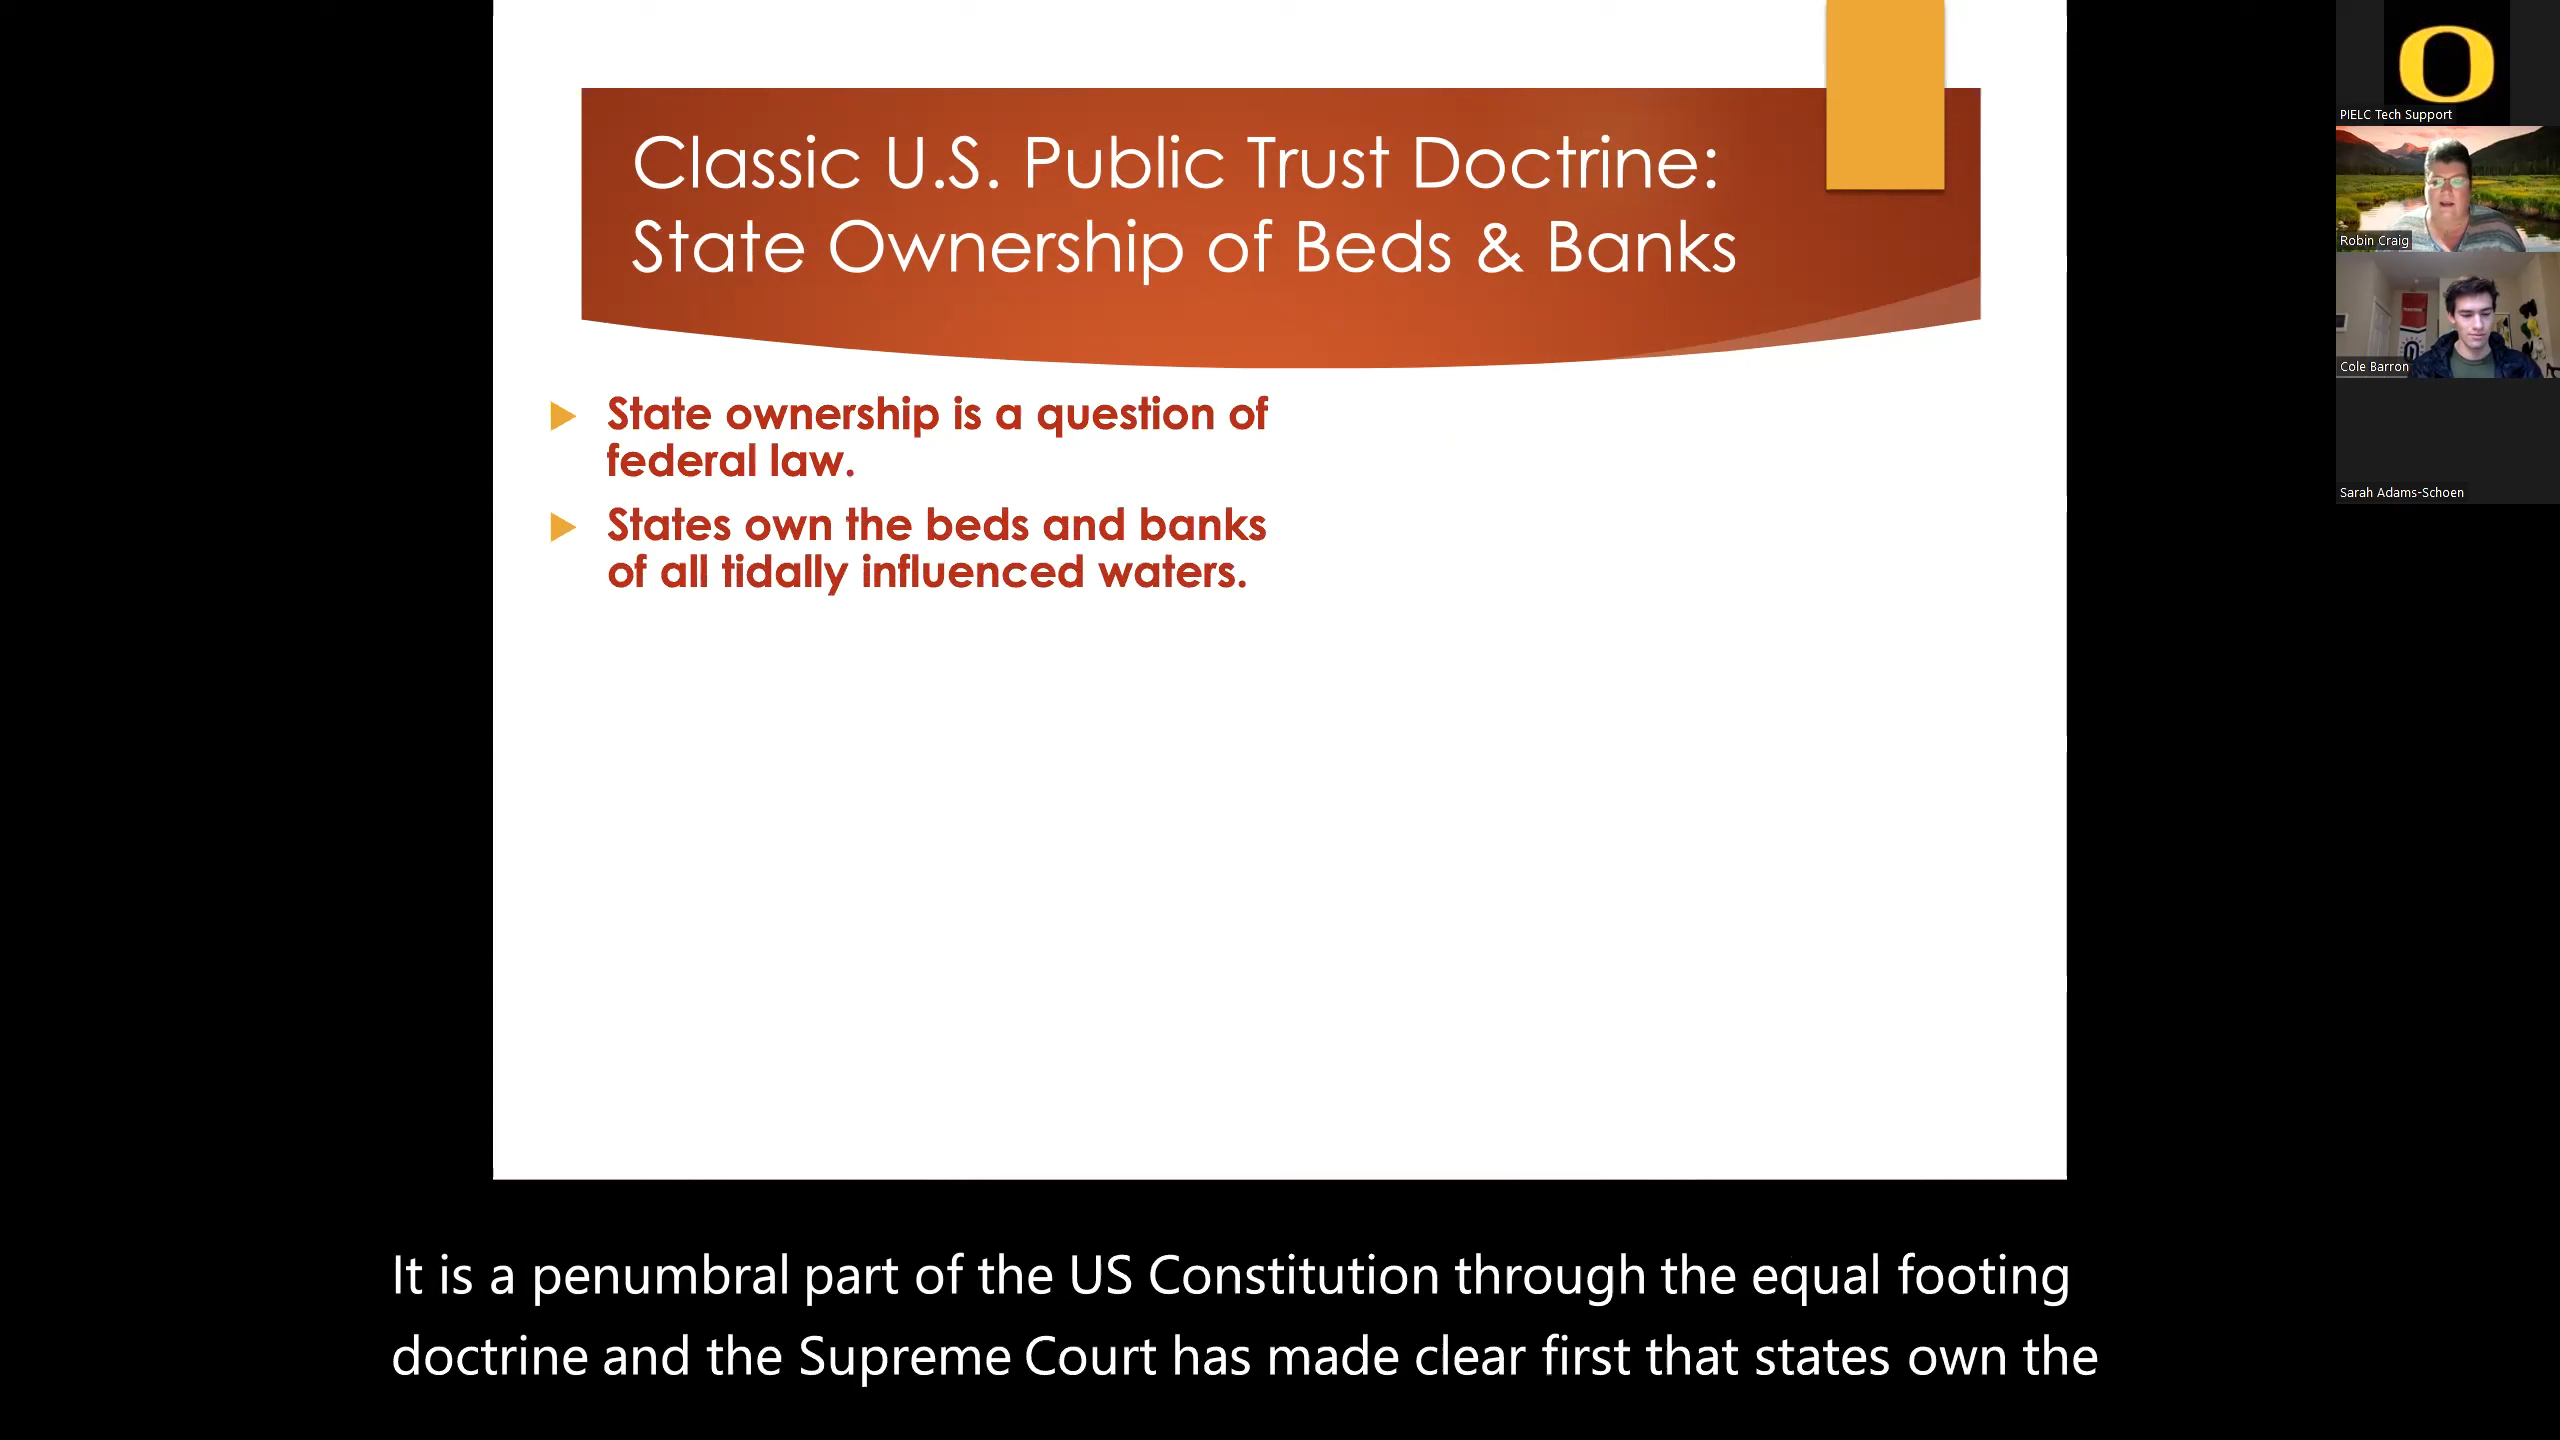 Classic U.S. Public Trust Doctrine:
State Ownership of Beds & Banks
State ownership is a question of
federal law.
States own the beds and banks
of all tidally influenced waters.
O
PIELC Tech Support
Robin Craig
Cole Barron
Sarah Adams-Schoen
It is a penumbral part of the US Constitution through the equal footing
doctrine and the Supreme Court has made clear first that states own the